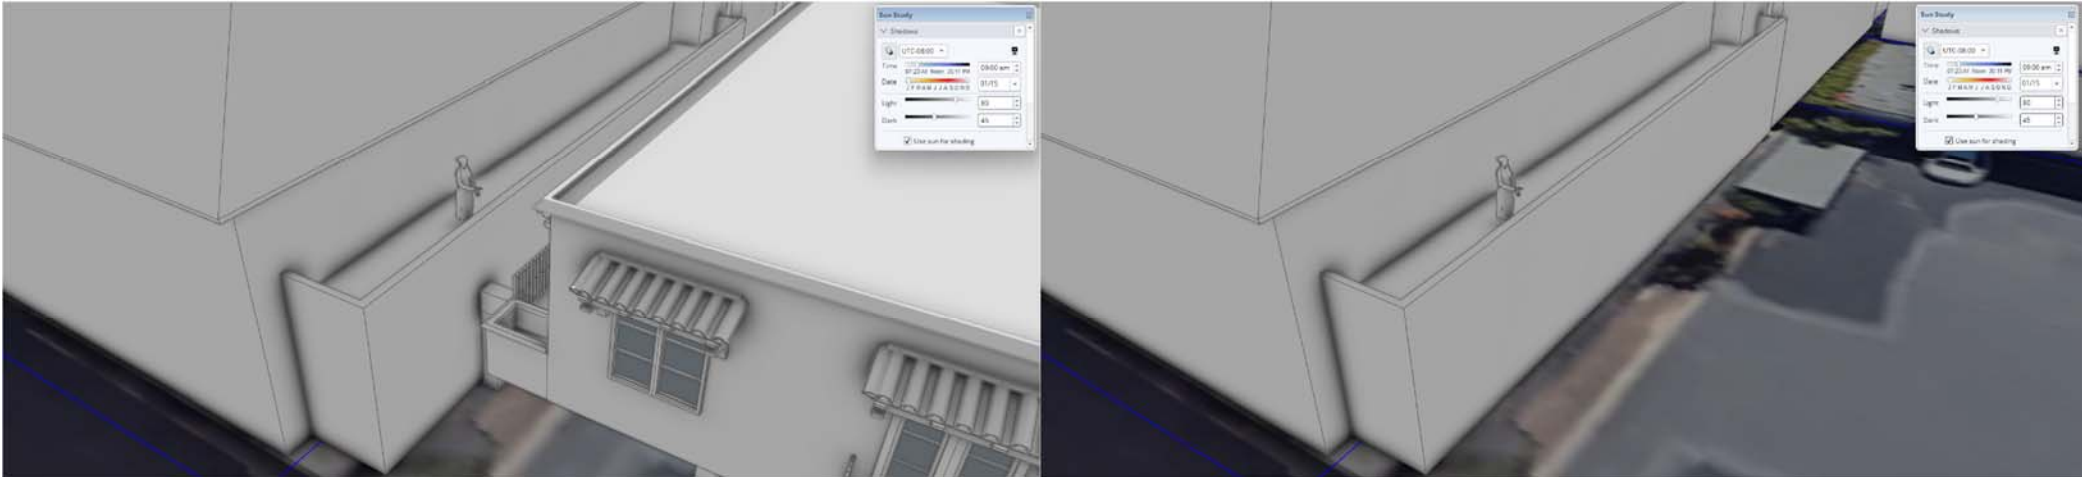 Sun Study
Shadows
UTC-08:00
Time
Noon
09:00 am
Date
J F M A M J J A S O N D
01/15
Light
80
Dark
45
Use sun for shading
Sun Study
Shadows
UTC-08:00
Time
Noon
09:00 am
Date
J F M A M J J A S O N D
01/15
Light
80
Dark
45
Use sun for shading